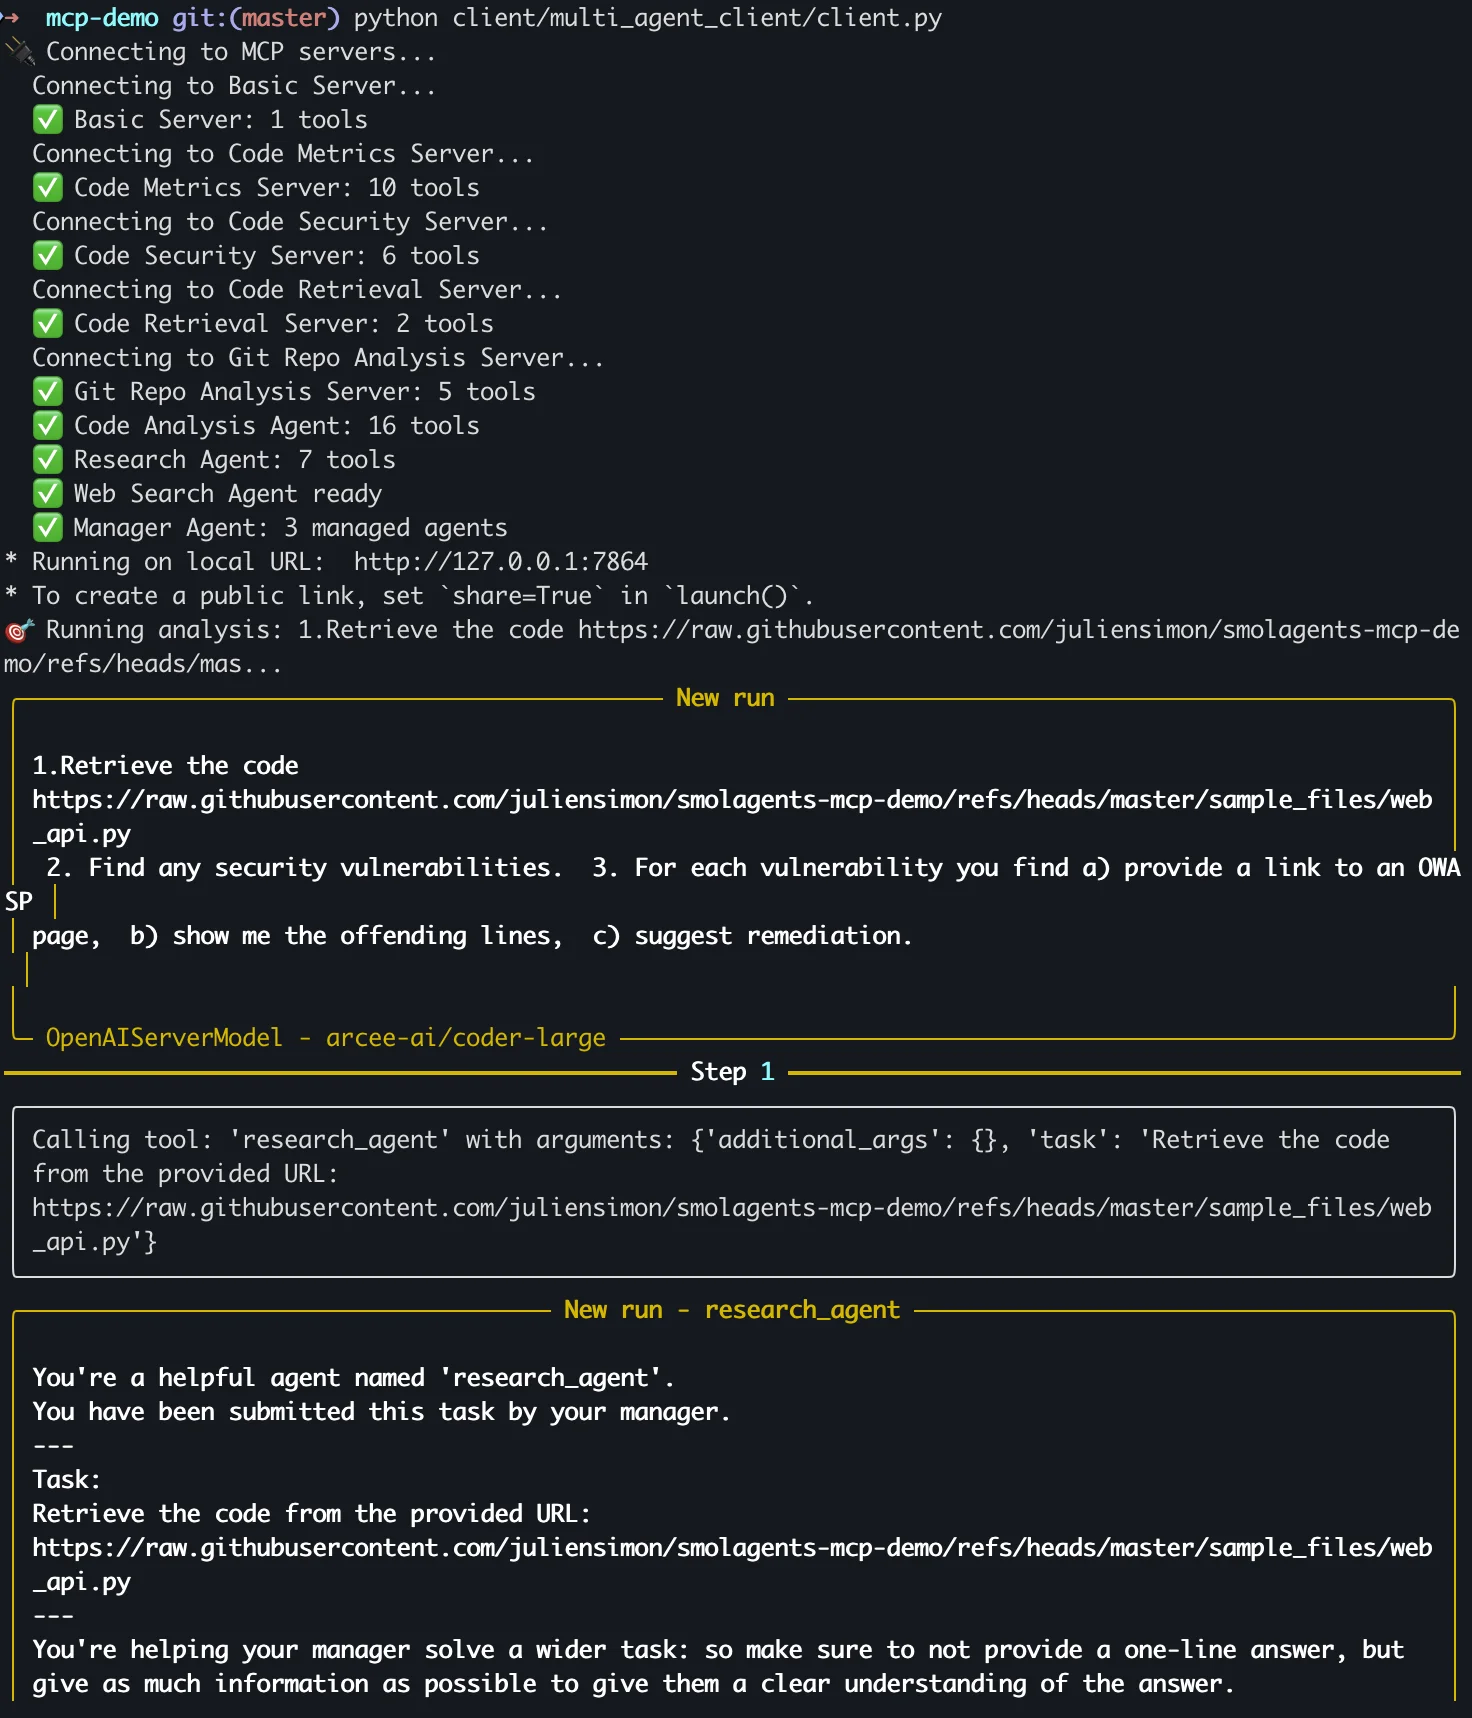 → mcp-demo git:(master) python client/multi_agent_client/client.py
🔌 Connecting to MCP servers...
Connecting to Basic Server...
✅ Basic Server: 1 tools
Connecting to Code Metrics Server...
✅ Code Metrics Server: 10 tools
Connecting to Code Security Server...
✅ Code Security Server: 6 tools
Connecting to Code Retrieval Server...
✅ Code Retrieval Server: 2 tools
Connecting to Git Repo Analysis Server...
✅ Git Repo Analysis Server: 5 tools
✅ Code Analysis Agent: 16 tools
✅ Research Agent: 7 tools
✅ Web Search Agent ready
✅ Manager Agent: 3 managed agents
* Running on local URL:  http://127.0.0.1:7864
* To create a public link, set `share=True` in `launch()`.
🎯 Running analysis: 1.Retrieve the code https://raw.githubusercontent.com/juliensimon/smolagents-mcp-de
mo/refs/heads/mas...
New run
1.Retrieve the code
https://raw.githubusercontent.com/juliensimon/smolagents-mcp-demo/refs/heads/master/sample_files/web
_api.py
2. Find any security vulnerabilities.  3. For each vulnerability you find a) provide a link to an OWA
SP
page,  b) show me the offending lines,  c) suggest remediation.
OpenAIServerModel - arcee-ai/coder-large
Step 1
Calling tool: 'research_agent' with arguments: {'additional_args': {}, 'task': 'Retrieve the code
from the provided URL:
https://raw.githubusercontent.com/juliensimon/smolagents-mcp-demo/refs/heads/master/sample_files/web
_api.py'}
New run - research_agent
You're a helpful agent named 'research_agent'.
You have been submitted this task by your manager.
---
Task:
Retrieve the code from the provided URL:
https://raw.githubusercontent.com/juliensimon/smolagents-mcp-demo/refs/heads/master/sample_files/web
_api.py
---
You're helping your manager solve a wider task: so make sure to not provide a one-line answer, but
give as much information as possible to give them a clear understanding of the answer.